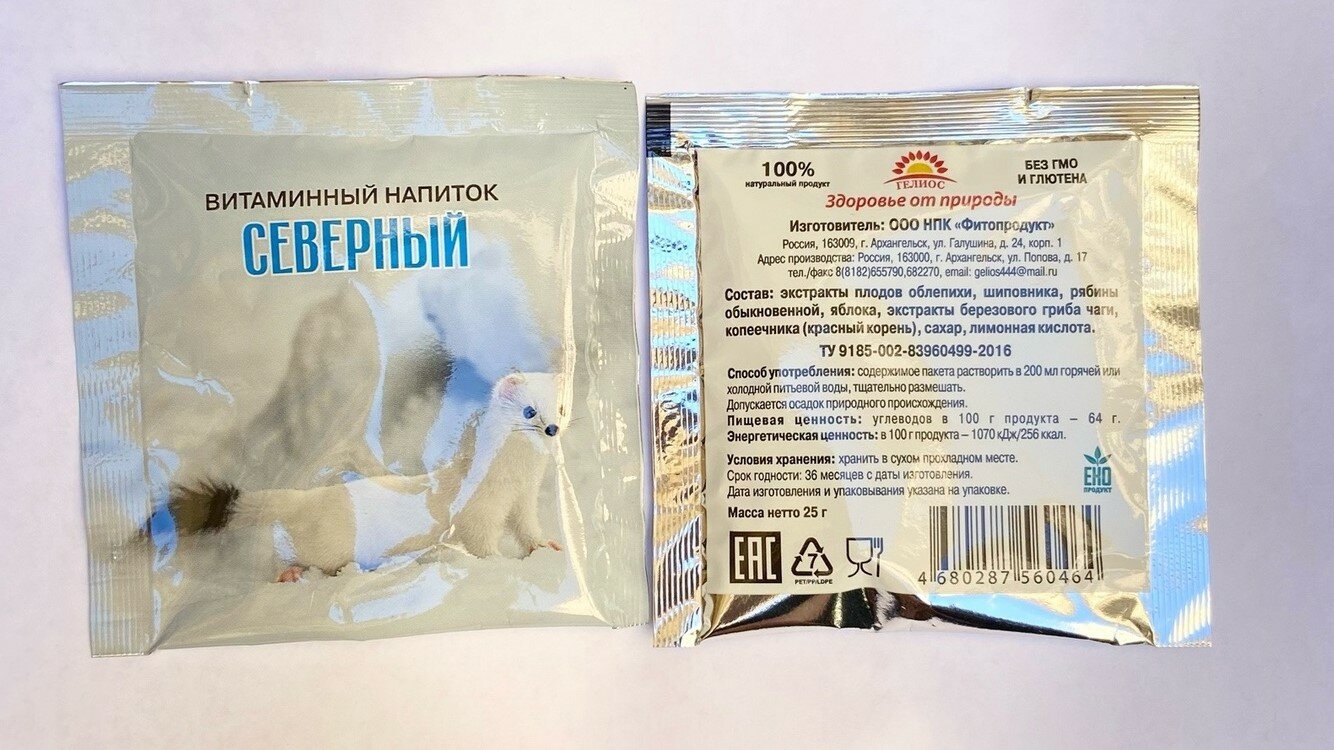 ВИТАМИННЫЙ НАПИТОК
СЕВЕРНЫЙ
100%
натуральный продукт
ГЕЛИОС
БЕЗ ГМО
И ГЛЮТЕНА
Здоровье от природы
Изготовитель: ООО НПК «Фитопродукт»
Россия, 163009, г. Архангельск, ул. Галушина, д. 24, корп. 1
Адрес производства: Россия, 163000, г. Архангельск, ул. Попова, д. 17
тел./факс 8(8182)655790,682270, email: gelios444@mail.ru
Состав: экстракты плодов облепихи, шиповника, рябины
обыкновенной, яблока, экстракты березового гриба чаги,
копеечника (красный корень), сахар, лимонная кислота.
ТУ 9185-002-83960499-2016
Способ употребления: содержимое пакета растворить в 200 мл горячей или
холодной питьевой воды, тщательно размешать.
Допускается осадок природного происхождения.
Пищевая ценность: углеводов в 100 г продукта – 64 г.
Энергетическая ценность: в 100 г продукта – 1070 кДж/256 ккал.
Условия хранения: хранить в сухом прохладном месте.
Срок годности: 36 месяцев с даты изготовления.
Дата изготовления и упаковывания указана на упаковке.
ЕКО
ПРОДУКТ
Масса нетто 25 г
EAC
7
PET/PP/LDPE
4 680287 560464